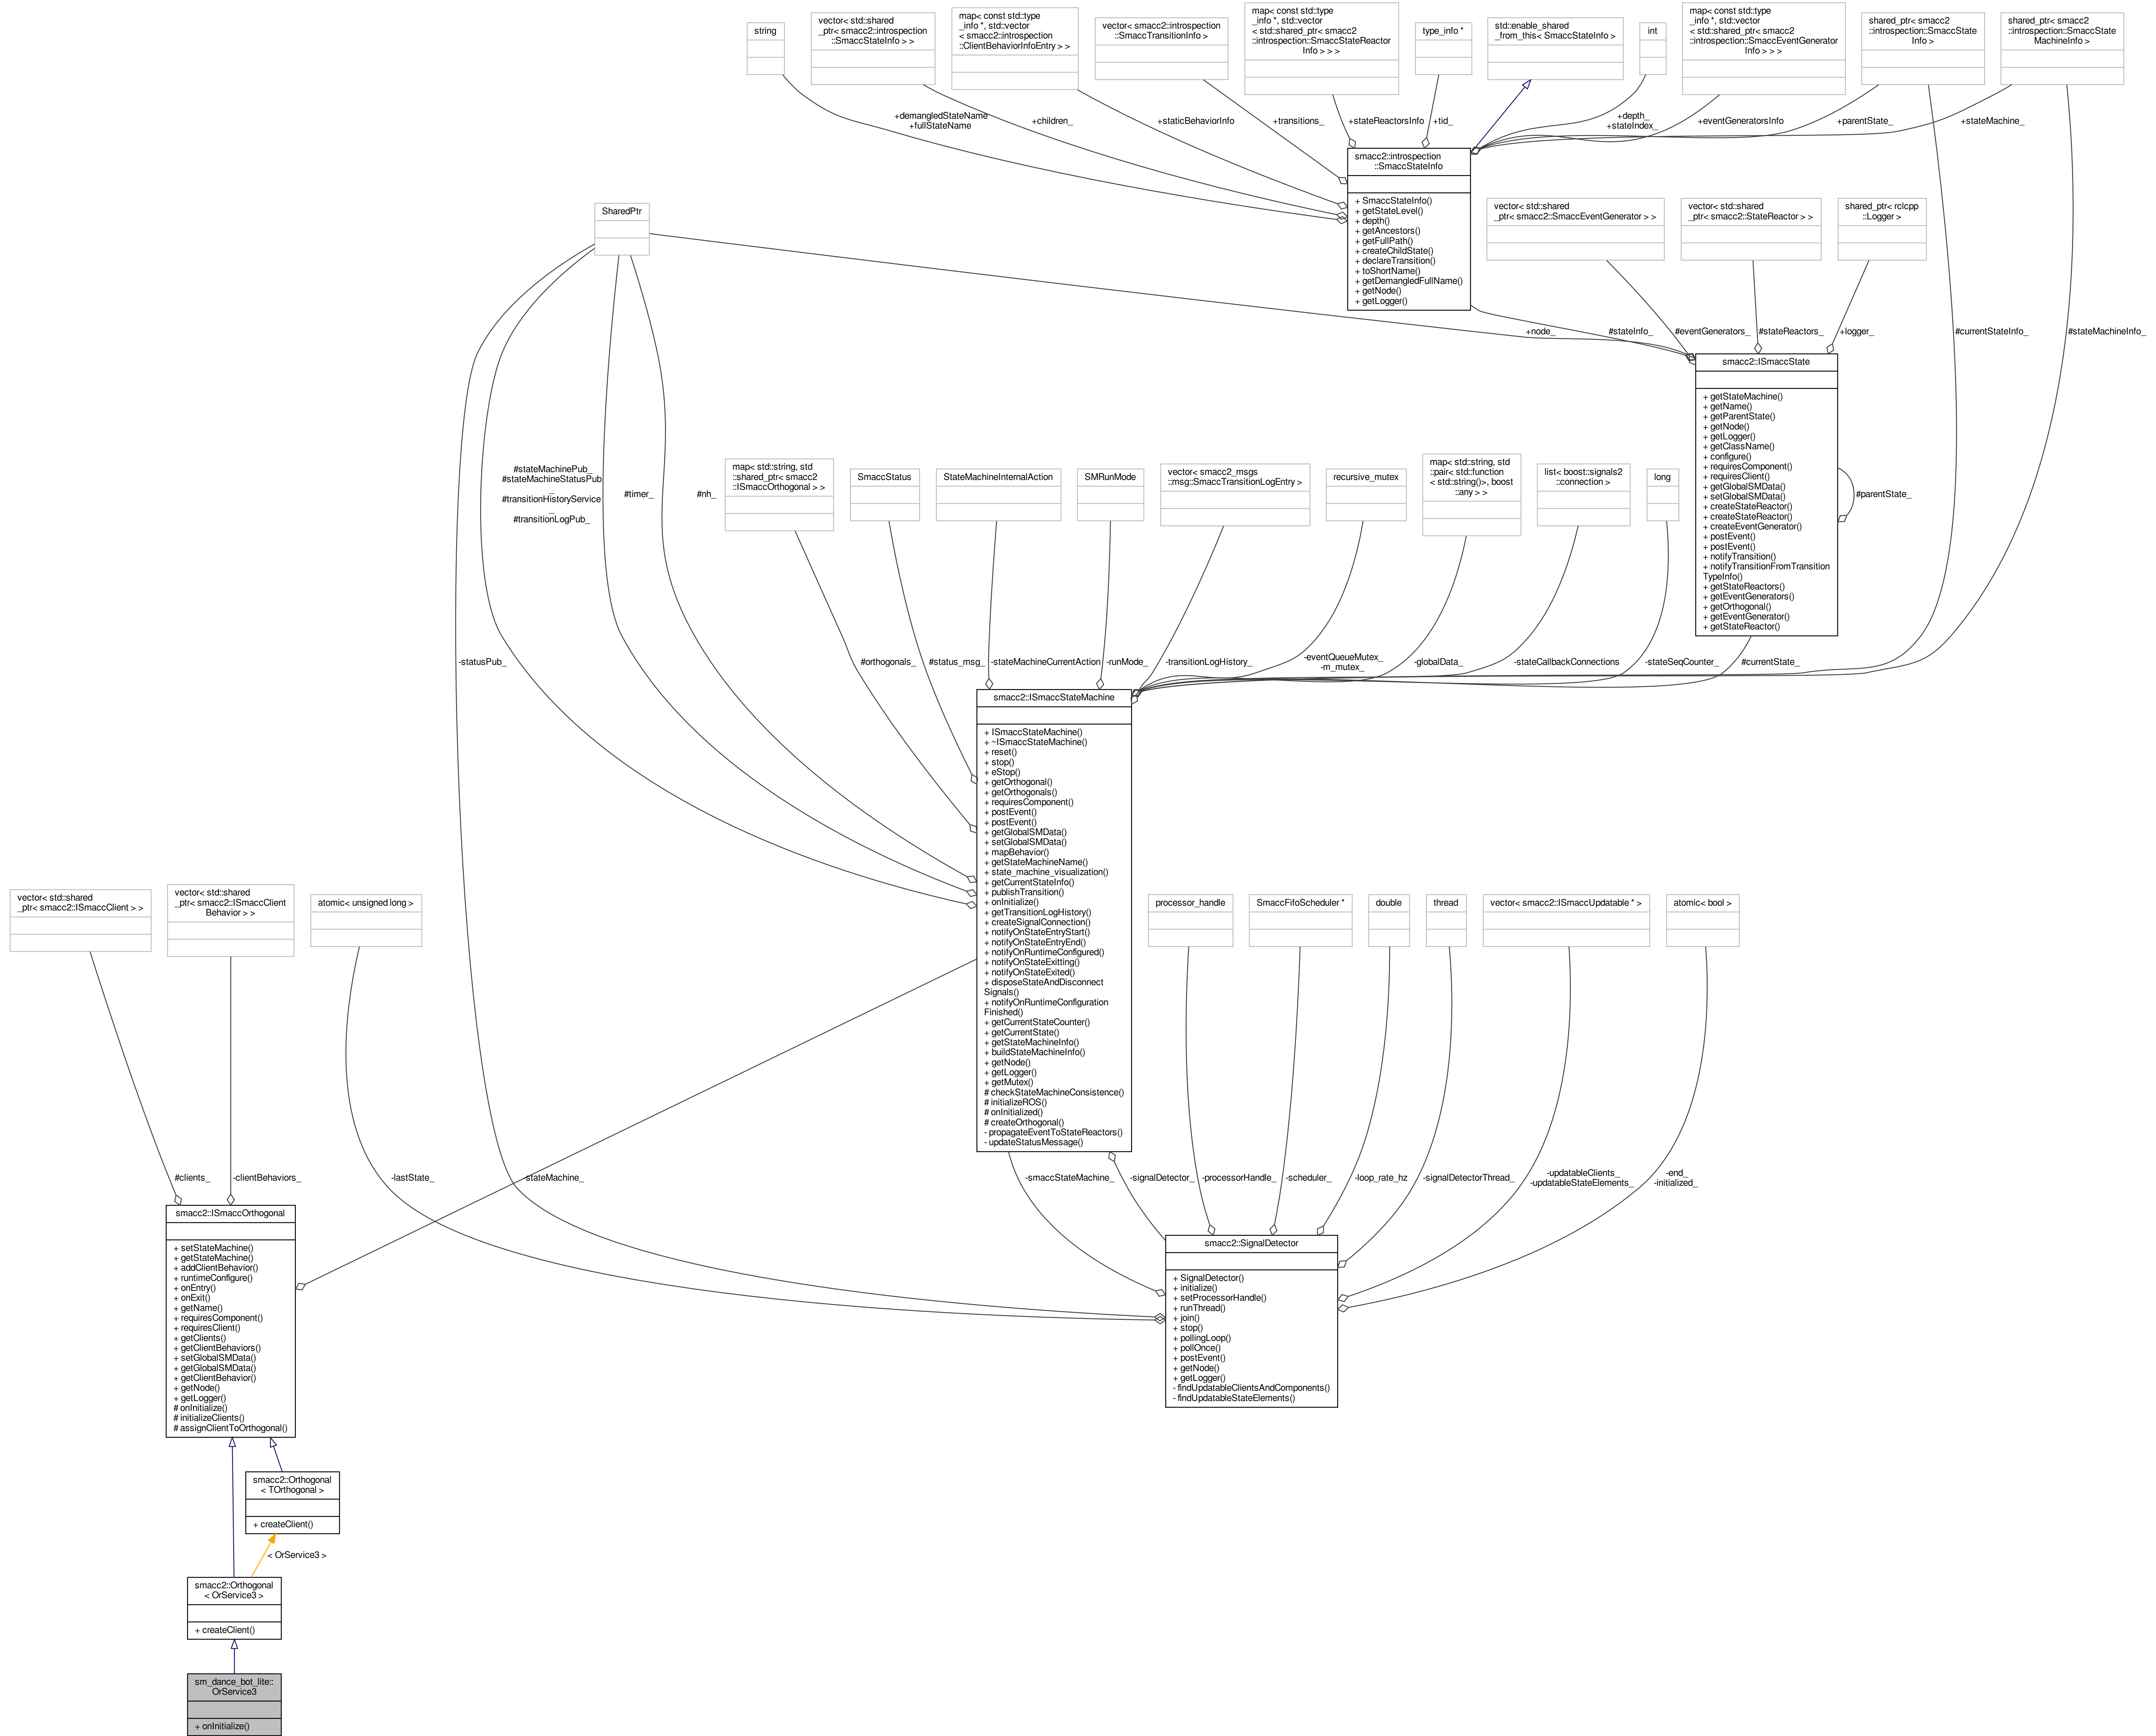 string
vector< std::shared
_ptr< smacc2::introspection
::SmaccStateInfo > >
map< const std::type
_info *, std::vector
< smacc2::introspection
::ClientBehaviorInfoEntry > >
vector< smacc2::introspection
::SmaccTransitionInfo >
map< const std::type
_info *, std::vector
< std::shared_ptr< smacc2
::introspection::SmaccStateReactor
Info > > >
type_info *
std::enable_shared
_from_this< SmaccStateInfo >
int
map< const std::type
_info *, std::vector
< std::shared_ptr< smacc2
::introspection::SmaccEventGenerator
Info > > >
shared_ptr< smacc2
::introspection::SmaccState
Info >
shared_ptr< smacc2
::introspection::SmaccState
MachineInfo >
+demangledStateName
+fullStateName
+children_
+staticBehaviorInfo
+transitions_
+stateReactorsInfo
+tid_
+depth_
+stateIndex_
+eventGeneratorsInfo
+parentState_
+stateMachine_
smacc2::introspection
::SmaccStateInfo
+ SmaccStateInfo()
+ getStateLevel()
+ depth()
+ getAncestors()
+ getFullPath()
+ createChildState()
+ declareTransition()
+ toShortName()
+ getDemangledFullName()
+ getNode()
+ getLogger()
SharedPtr
vector< std::shared
_ptr< smacc2::SmaccEventGenerator > >
vector< std::shared
_ptr< smacc2::StateReactor > >
shared_ptr< rclcpp
::Logger >
+node_
#stateInfo_
#eventGenerators_
#stateReactors_
+logger_
#currentStateInfo_
#stateMachineInfo_
smacc2::ISmaccState
+ getStateMachine()
+ getName()
+ getParentState()
+ getNode()
+ getLogger()
+ getClassName()
+ configure()
+ requiresComponent()
+ requiresClient()
+ getGlobalSMData()
+ setGlobalSMData()
+ createStateReactor()
+ createStateReactor()
+ createEventGenerator()
+ postEvent()
+ postEvent()
+ notifyTransition()
+ notifyTransitionFromTransition
TypeInfo()
+ getStateReactors()
+ getEventGenerators()
+ getOrthogonal()
+ getEventGenerator()
+ getStateReactor()
#parentState_
#stateMachinePub_
#stateMachineStatusPub
_
#transitionHistoryService
_
#transitionLogPub_
#timer_
#nh_
map< std::string, std
::shared_ptr< smacc2
::ISmaccOrthogonal > >
SmaccStatus
StateMachineInternalAction
SMRunMode
vector< smacc2_msgs
::msg::SmaccTransitionLogEntry >
recursive_mutex
map< std::string, std
::pair< std::function
< std::string()>, boost
::any > >
list< boost::signals2
::connection >
long
-statusPub_
#orthogonals_
#status_msg_
-stateMachineCurrentAction
-runMode_
-transitionLogHistory_
-eventQueueMutex_
-m_mutex_
-globalData_
-stateCallbackConnections
-stateSeqCounter_
#currentState_
smacc2::ISmaccStateMachine
+ ISmaccStateMachine()
+ ~ISmaccStateMachine()
+ reset()
+ stop()
+ eStop()
+ getOrthogonal()
+ getOrthogonals()
+ requiresComponent()
+ postEvent()
+ postEvent()
+ getGlobalSMData()
+ setGlobalSMData()
+ mapBehavior()
+ getStateMachineName()
+ state_machine_visualization()
+ getCurrentStateInfo()
+ publishTransition()
+ onInitialize()
+ getTransitionLogHistory()
+ createSignalConnection()
+ notifyOnStateEntryStart()
+ notifyOnStateEntryEnd()
+ notifyOnRuntimeConfigured()
+ notifyOnStateExitting()
+ notifyOnStateExited()
+ disposeStateAndDisconnect
Signals()
+ notifyOnRuntimeConfiguration
Finished()
+ getCurrentStateCounter()
+ getCurrentState()
+ getStateMachineInfo()
+ buildStateMachineInfo()
+ getNode()
+ getLogger()
+ getMutex()
# checkStateMachineConsistence()
# initializeROS()
# onInitialized()
# createOrthogonal()
- propagateEventToStateReactors()
- updateStatusMessage()
vector< std::shared
_ptr< smacc2::ISmaccClient > >
vector< std::shared
_ptr< smacc2::ISmaccClient
Behavior > >
atomic< unsigned long >
processor_handle
SmaccFifoScheduler *
double
thread
vector< smacc2::ISmaccUpdatable * >
atomic< bool >
#clients_
-clientBehaviors_
-lastState_
-stateMachine_
-smaccStateMachine_
-signalDetector_
-processorHandle_
-scheduler_
-loop_rate_hz
-signalDetectorThread_
-updatableClients_
-updatableStateElements_
-end_
-initialized_
smacc2::ISmaccOrthogonal
+ setStateMachine()
+ getStateMachine()
+ addClientBehavior()
+ runtimeConfigure()
+ onEntry()
+ onExit()
+ getName()
+ requiresComponent()
+ requiresClient()
+ getClients()
+ getClientBehaviors()
+ setGlobalSMData()
+ getGlobalSMData()
+ getClientBehavior()
+ getNode()
+ getLogger()
# onInitialize()
# initializeClients()
# assignClientToOrthogonal()
smacc2::SignalDetector
+ SignalDetector()
+ initialize()
+ setProcessorHandle()
+ runThread()
+ join()
+ stop()
+ pollingLoop()
+ pollOnce()
+ postEvent()
+ getNode()
+ getLogger()
- findUpdatableClientsAndComponents()
- findUpdatableStateElements()
smacc2::Orthogonal
< TOrthogonal >
+ createClient()
< OrService3 >
smacc2::Orthogonal
< OrService3 >
+ createClient()
sm_dance_bot_lite::
OrService3
+ onInitialize()